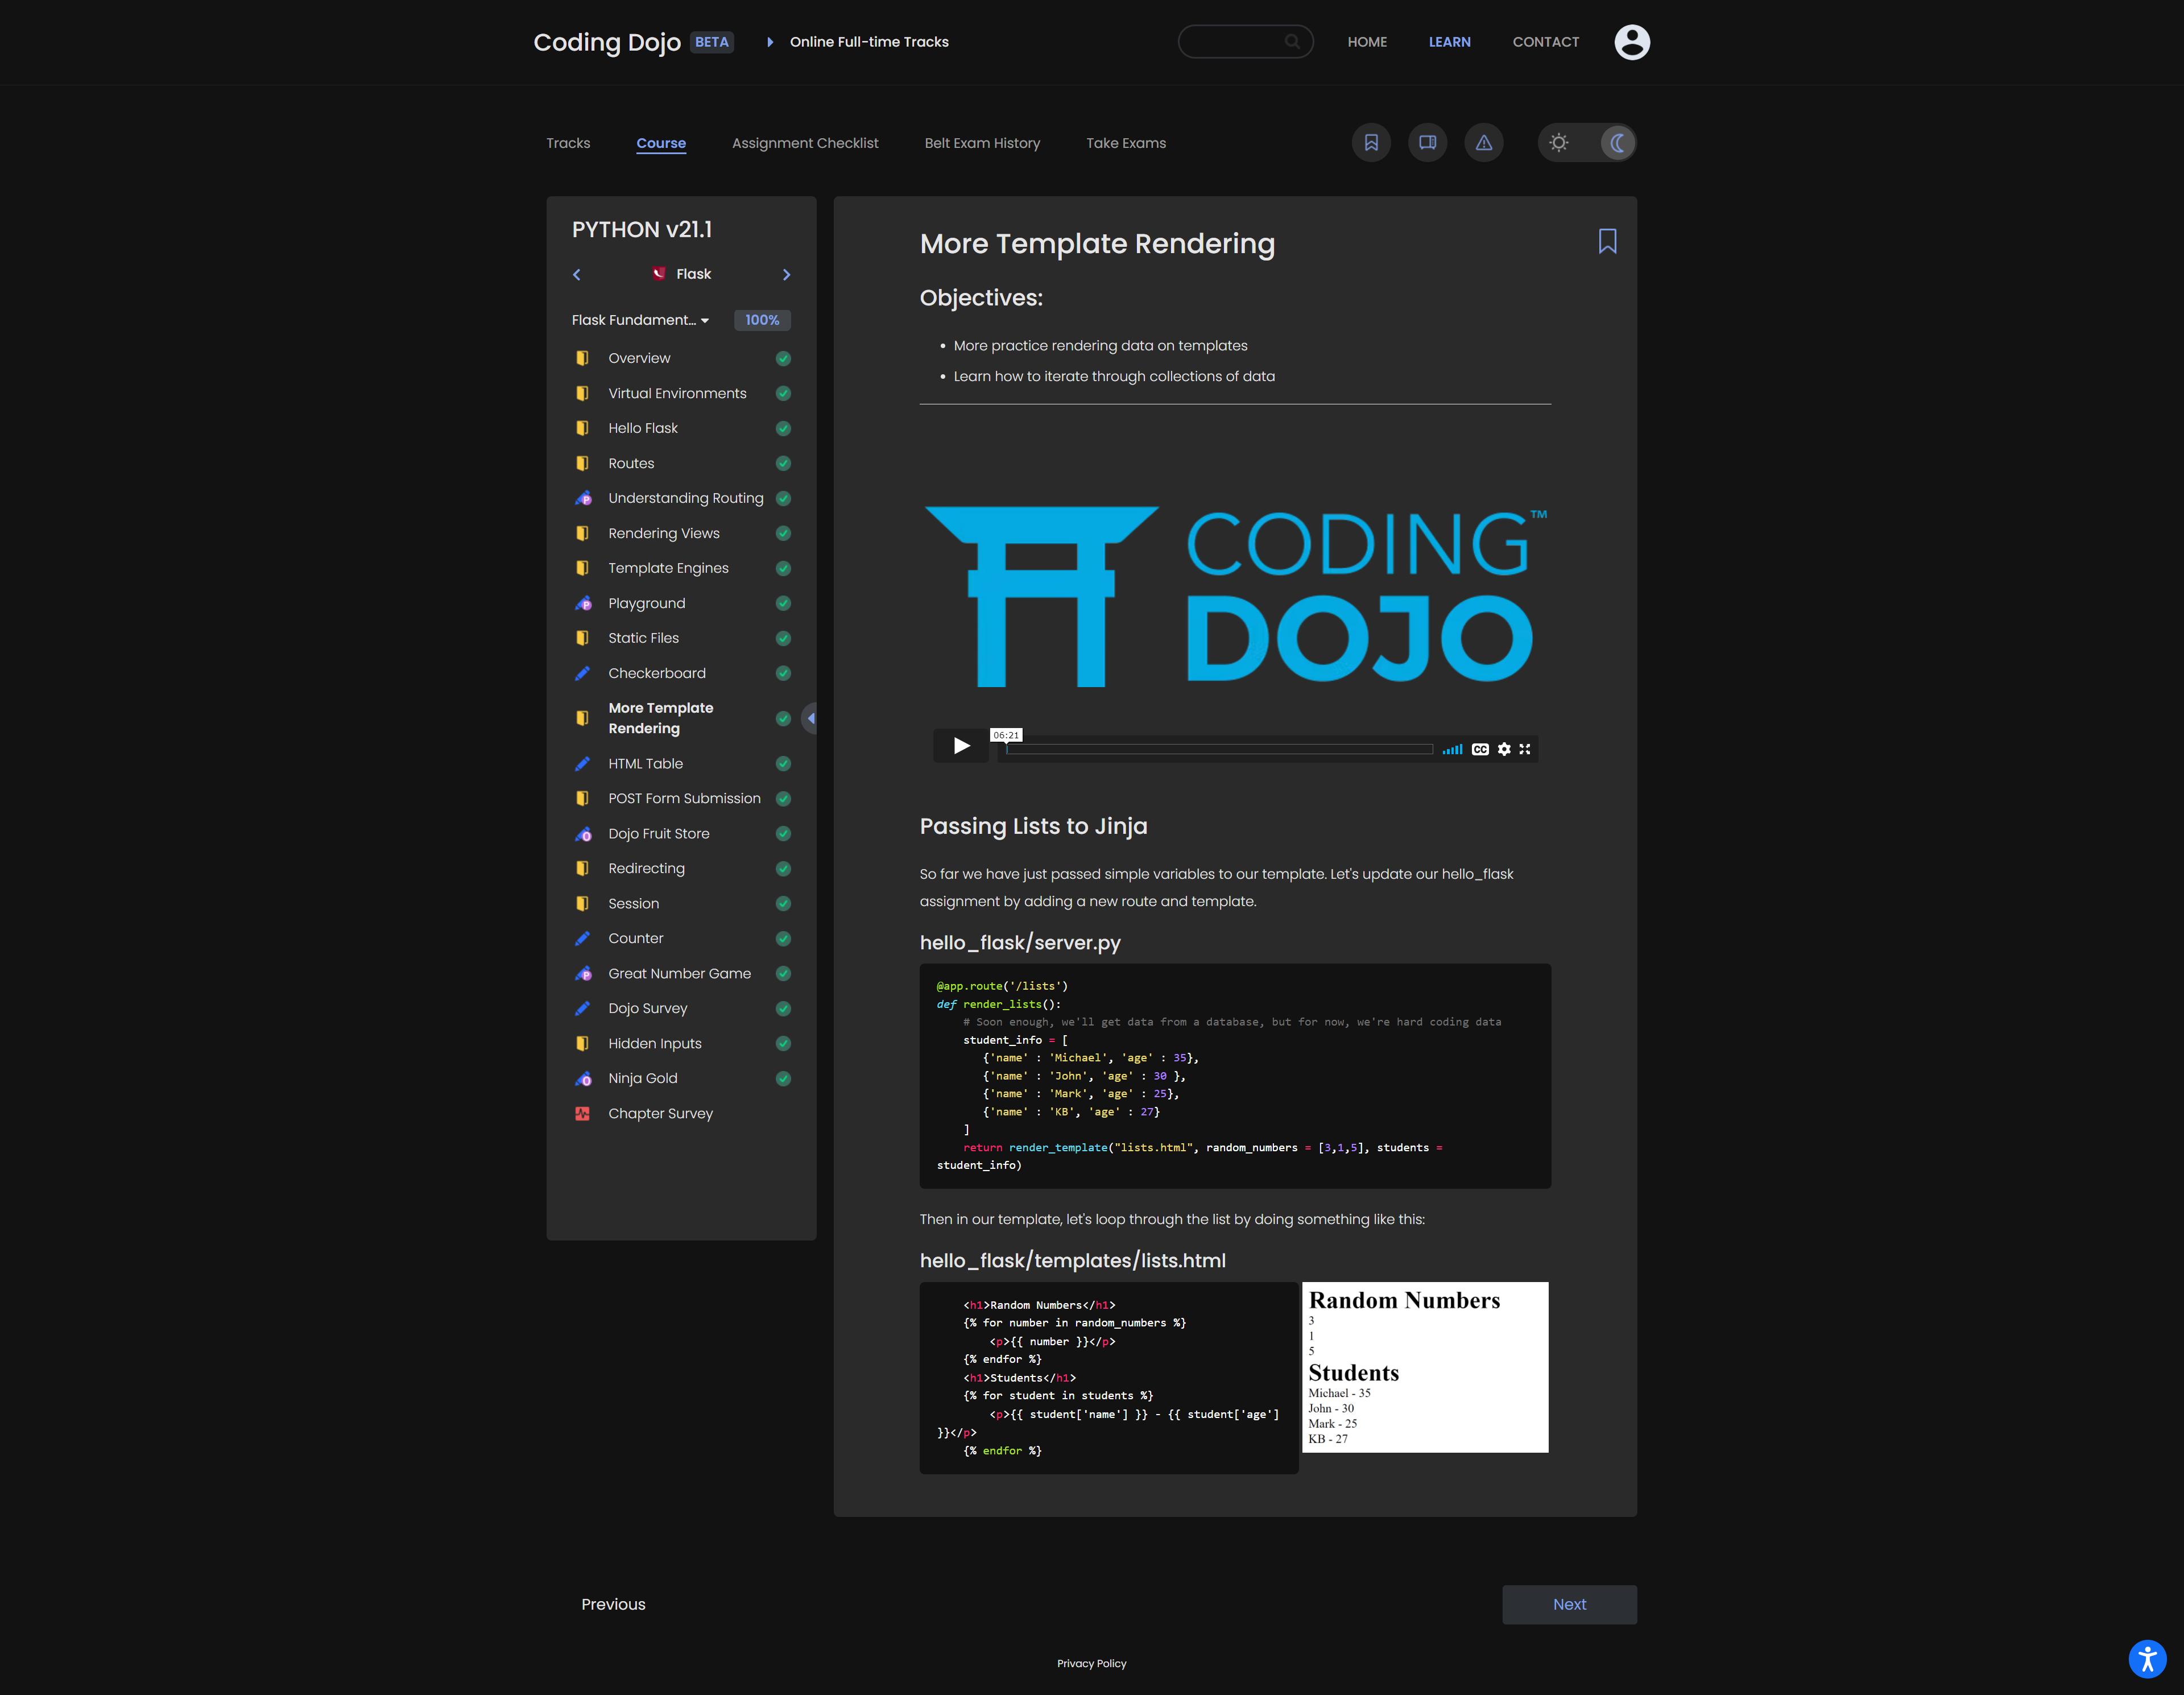 Coding Dojo BETA Online Full-time Tracks HOME LEARN CONTACT
Tracks Course Assignment Checklist Belt Exam History Take Exams
PYTHON v21.1
Flask
Flask Fundament... 100%
Overview
Virtual Environments
Hello Flask
Routes
Understanding Routing
Rendering Views
Template Engines
Playground
Static Files
Checkerboard
More Template
Rendering
HTML Table
POST Form Submission
Dojo Fruit Store
Redirecting
Session
Counter
Great Number Game
Dojo Survey
Hidden Inputs
Ninja Gold
Chapter Survey
More Template Rendering
Objectives:
• More practice rendering data on templates
• Learn how to iterate through collections of data
CODING™
DOJO
06:21
CC
Passing Lists to Jinja
So far we have just passed simple variables to our template. Let's update our hello_flask
assignment by adding a new route and template.
hello_flask/server.py
@app.route('/lists')
def render_lists():
    # Soon enough, we'll get data from a database, but for now, we're hard coding data
    student_info = [
       {'name' : 'Michael', 'age' : 35},
       {'name' : 'John', 'age' : 30 },
       {'name' : 'Mark', 'age' : 25},
       {'name' : 'KB', 'age' : 27}
    ]
    return render_template("lists.html", random_numbers = [3,1,5], students =
student_info)
Then in our template, let's loop through the list by doing something like this:
hello_flask/templates/lists.html
    <h1>Random Numbers</h1>
    {% for number in random_numbers %}
        <p>{{ number }}</p>
    {% endfor %}
    <h1>Students</h1>
    {% for student in students %}
        <p>{{ student['name'] }} - {{ student['age']
}}</p>
    {% endfor %}
Random Numbers
3
1
5
Students
Michael - 35
John - 30
Mark - 25
KB - 27
Previous
Next
Privacy Policy